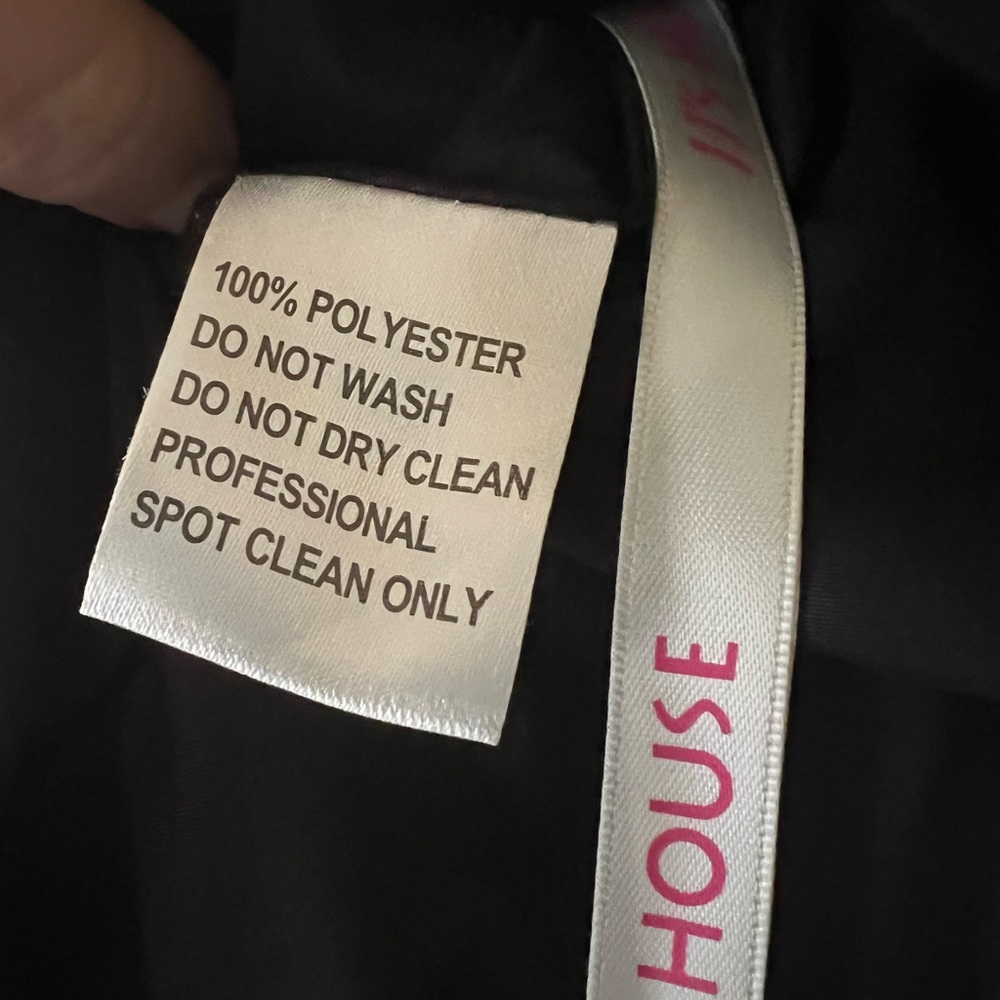 100% POLYESTER
DO NOT WASH
DO NOT DRY CLEAN
PROFESSIONAL
SPOT CLEAN ONLY
HOUSE